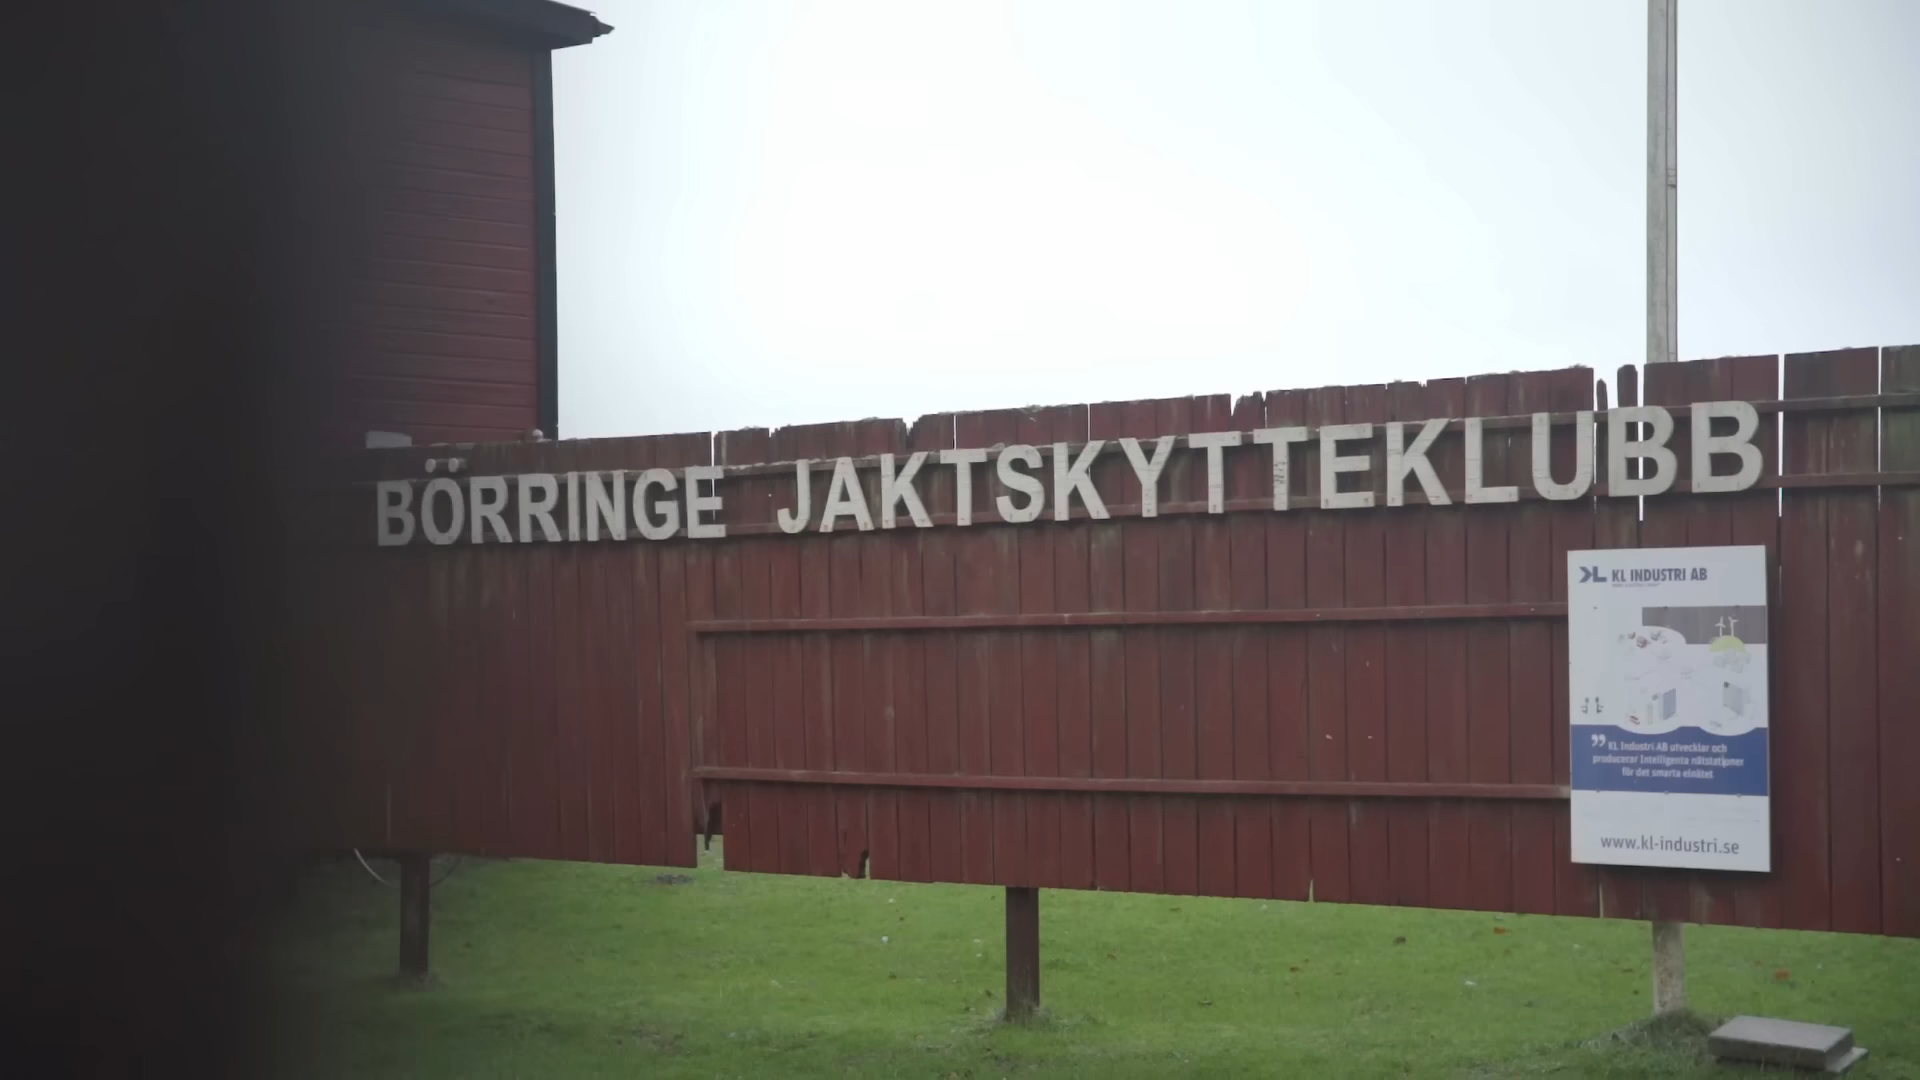 BÖRRINGE JAKTSKYTTEKLUBB
KL INDUSTRI AB
” KL Industri AB utvecklar och
producerar Intelligenta nätstationer
för det smarta elnätet
www.kl-industri.se